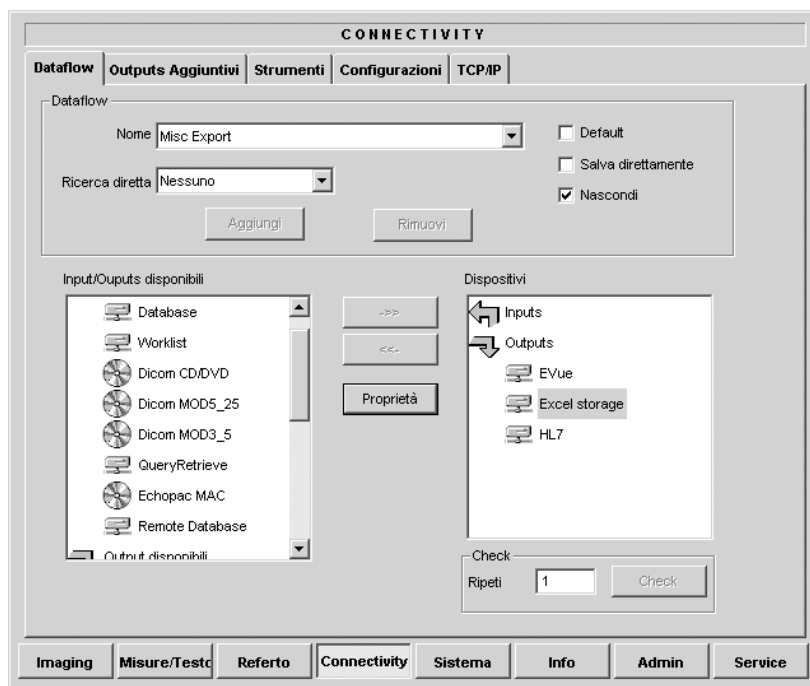 CONNECTIVITY
Dataflow
Outputs Aggiuntivi
Strumenti
Configurazioni
TCP/IP
Dataflow
Nome
Misc Export
Default
Salva direttamente
Ricerca diretta
Nessuno
Nascondi
Aggiungi
Rimuovi
Input/Ouputs disponibili
Database
Worklist
Dicom CD/DVD
Dicom MOD5_25
Dicom MOD3_5
QueryRetrieve
Echopac MAC
Remote Database
Output disponibili
->>
<<-
Proprietà
Dispositivi
Inputs
Outputs
EVue
Excel storage
HL7
Check
Ripeti
1
Check
Imaging
Misure/Testo
Referto
Connectivity
Sistema
Info
Admin
Service